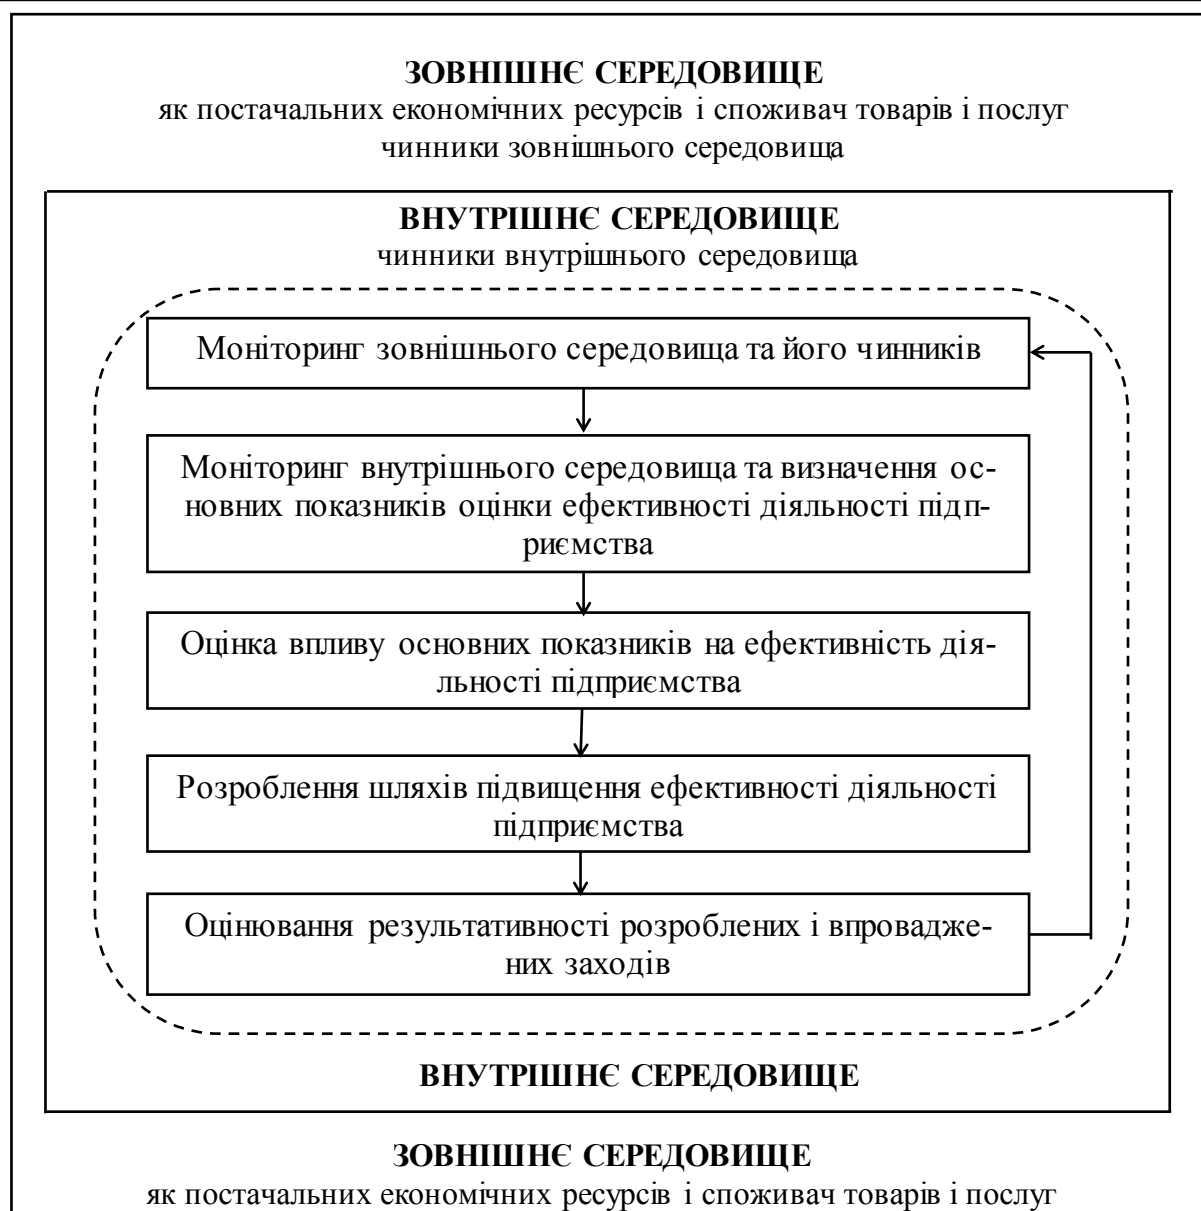 ЗОВНІШНЄ СЕРЕДОВИЩЕ
як постачальних економічних ресурсів і споживач товарів і послуг
чинники зовнішнього середовища
ВНУТРІШНЄ СЕРЕДОВИЩЕ
чинники внутрішнього середовища
Моніторинг зовнішнього середовища та його чинників
Моніторинг внутрішнього середовища та визначення ос-
новних показників оцінки ефективності діяльності підп-
риємства
Оцінка впливу основних показників на ефективність дія-
льності підприємства
Розроблення шляхів підвищення ефективності діяльності
підприємства
Оцінювання результативності розроблених і впровадже-
них заходів
ВНУТРІШНЄ СЕРЕДОВИЩЕ
ЗОВНІШНЄ СЕРЕДОВИЩЕ
як постачальних економічних ресурсів і споживач товарів і послуг